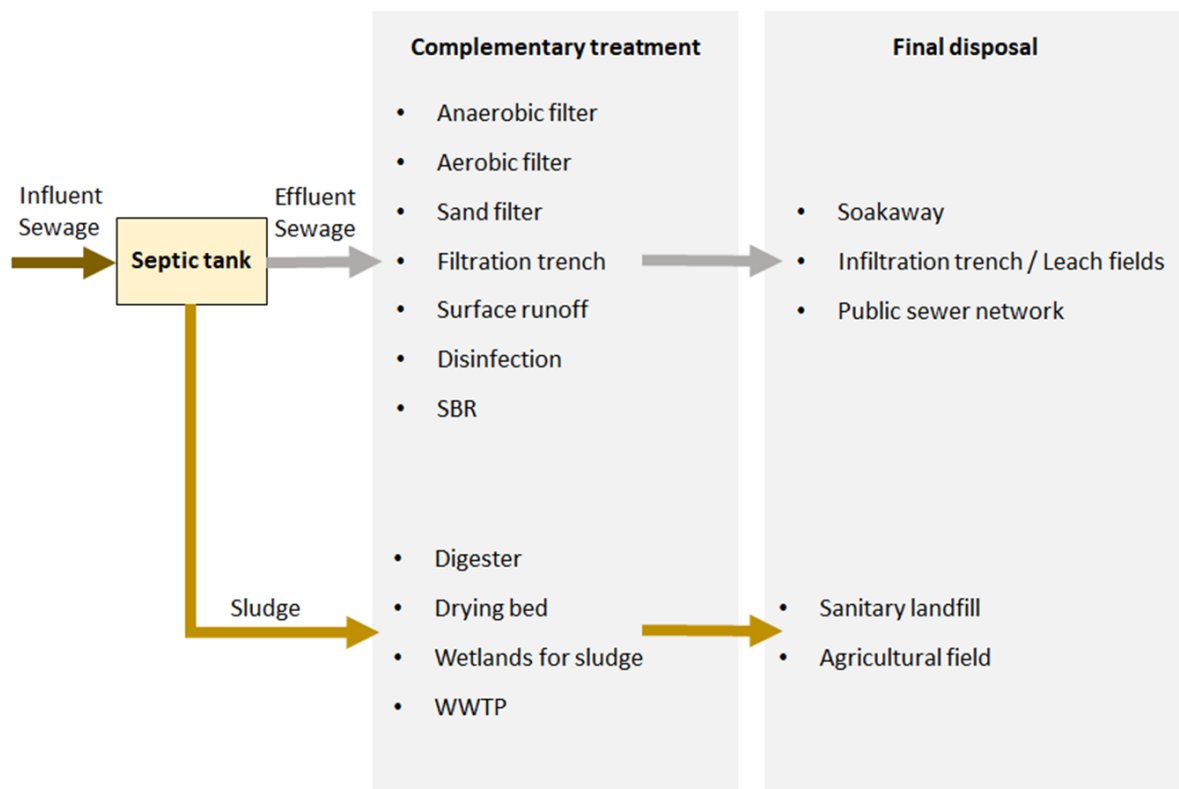 Complementary treatment
Final disposal
• Anaerobic filter
• Aerobic filter
• Sand filter
• Filtration trench
• Surface runoff
• Disinfection
• SBR
Influent
Sewage
Septic tank
Effluent
Sewage
• Soakaway
• Infiltration trench / Leach fields
• Public sewer network
Sludge
• Digester
• Drying bed
• Wetlands for sludge
• WWTP
• Sanitary landfill
• Agricultural field